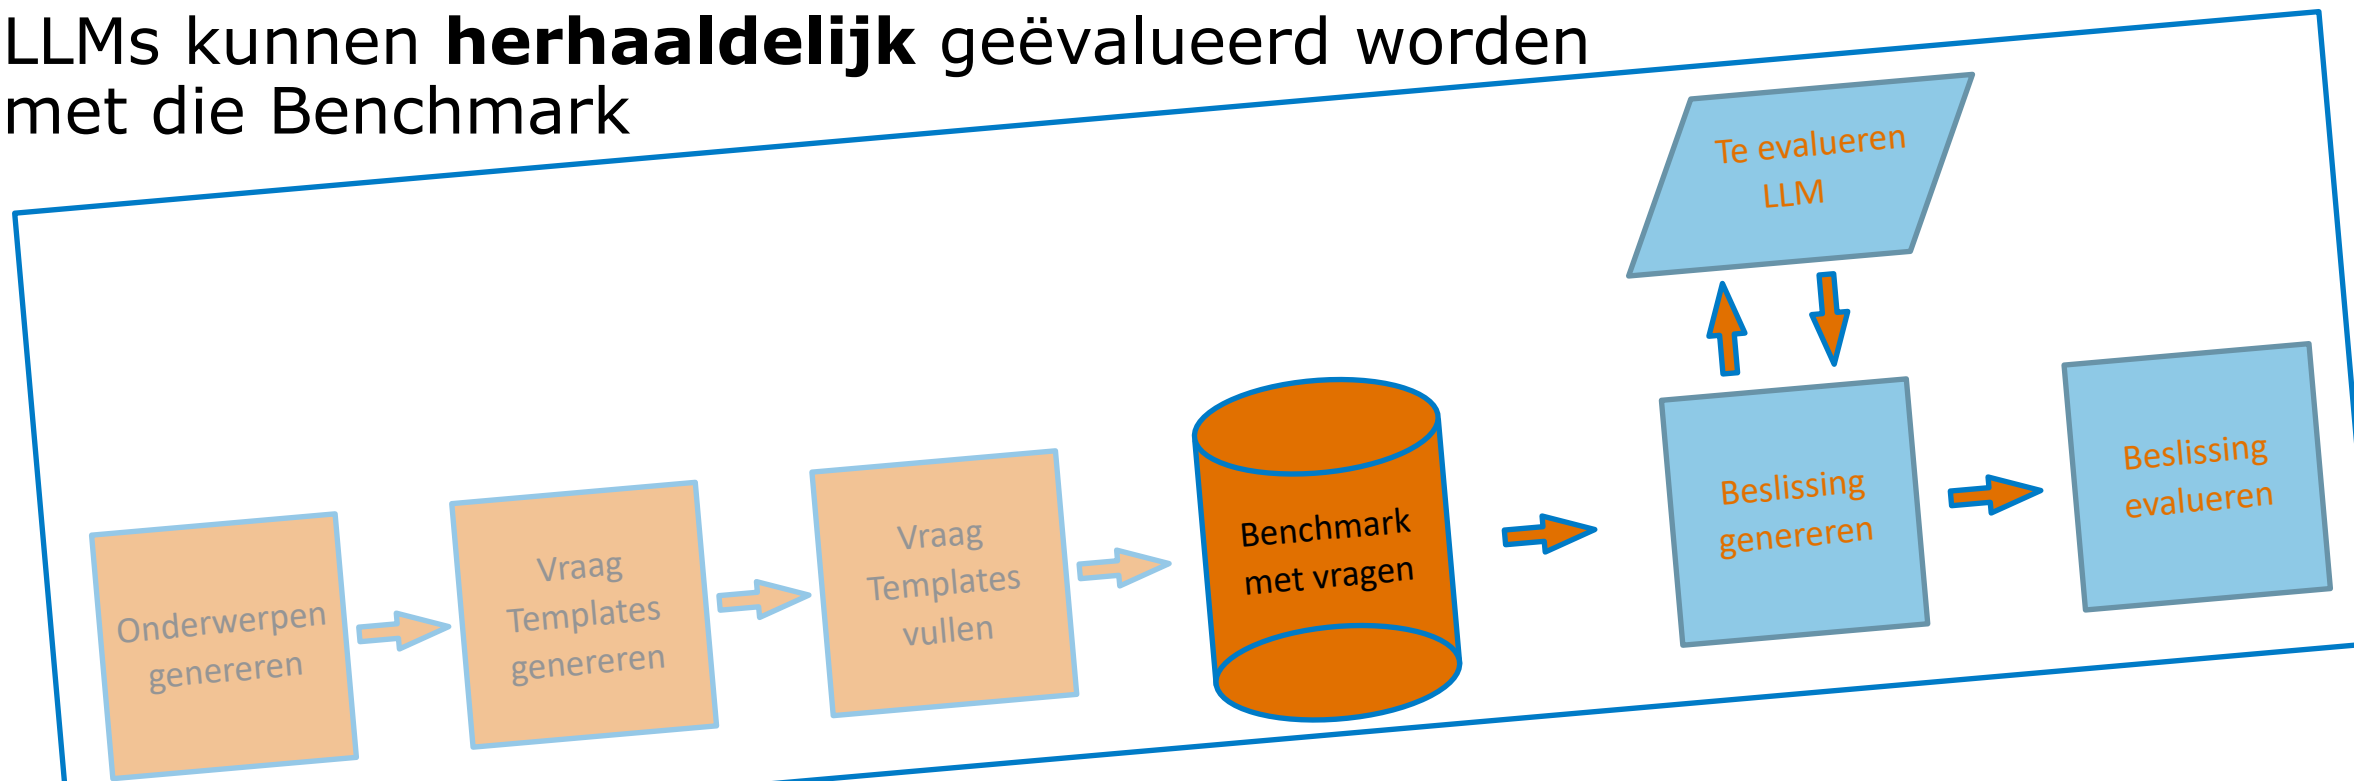 LLMs kunnen herhaaldelijk geëvalueerd worden
met die Benchmark
Te evalueren
LLM
Onderwerpen
genereren
Vraag
Templates
genereren
Vraag
Templates
vullen
Benchmark
met vragen
Beslissing
genereren
Beslissing
evalueren